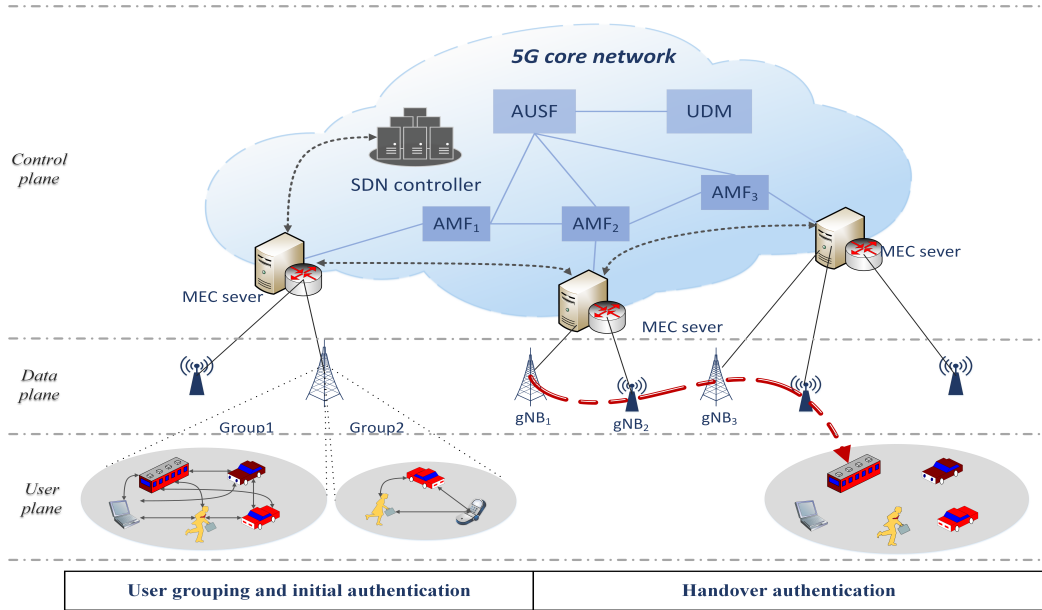 5G core network
AUSF
UDM
Control
plane
SDN controller
AMF₁
AMF₂
AMF₃
MEC sever
MEC sever
MEC sever
Data
plane
gNB₁
gNB₂
gNB₃
Group1
Group2
User
plane
User grouping and initial authentication
Handover authentication